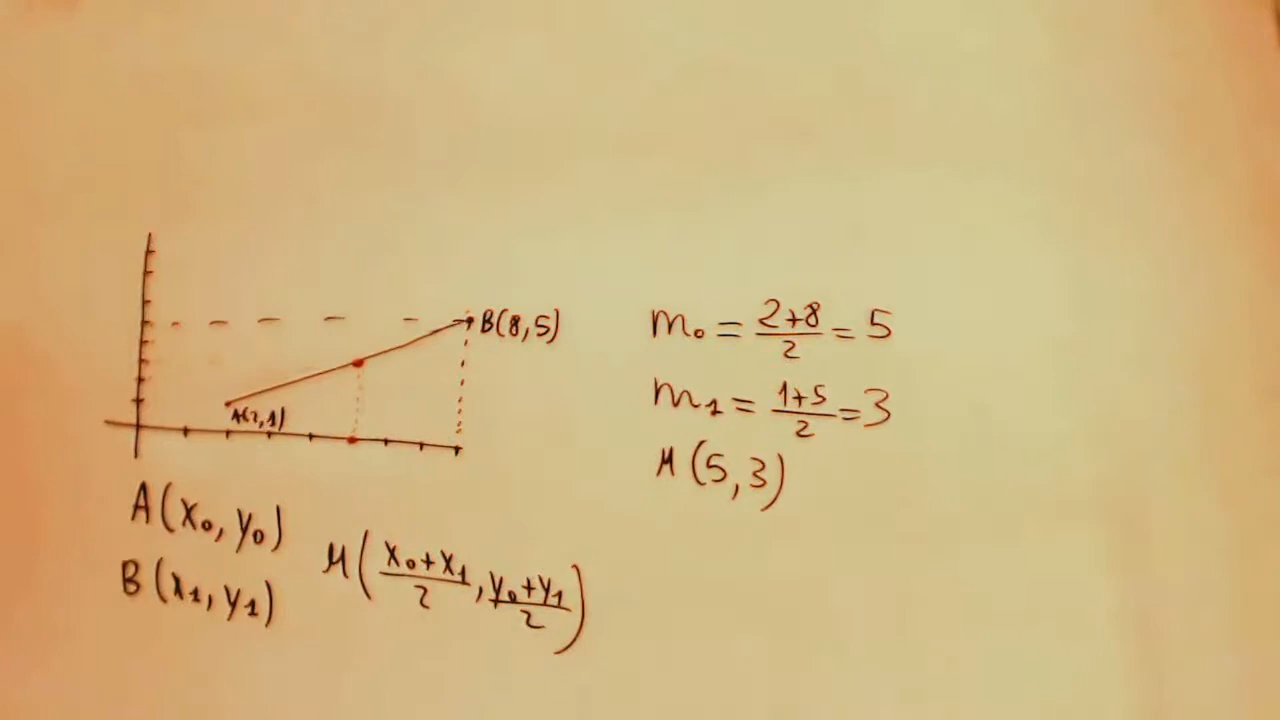 B(8,5)
A(2,1)
m₀ = (2+8)/2 = 5
m₁ = (1+5)/2 = 3
M(5,3)
A(x₀, y₀)
B(x₁, y₁)
M((x₀+x₁)/2, (y₀+y₁)/2)